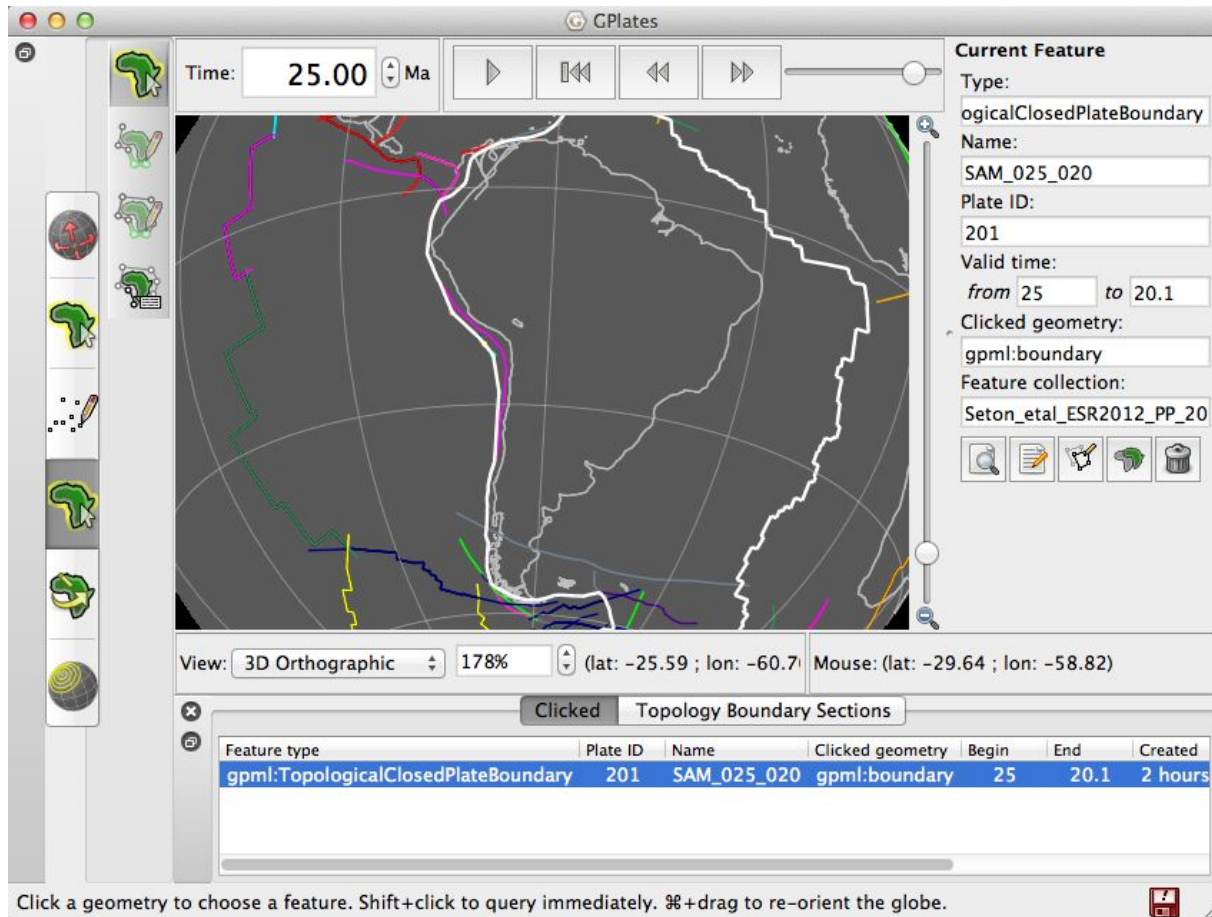 GPlates
Time: 25.00 Ma
Current Feature
Type:
ogicalClosedPlateBoundary
Name:
SAM_025_020
Plate ID:
201
Valid time:
from 25 to 20.1
Clicked geometry:
gpml:boundary
Feature collection:
Seton_etal_ESR2012_PP_20
View: 3D Orthographic 178% (lat: -25.59 ; lon: -60.7 Mouse: (lat: -29.64 ; lon: -58.82)
Clicked Topology Boundary Sections
Feature type Plate ID Name Clicked geometry Begin End Created
gpml:TopologicalClosedPlateBoundary 201 SAM_025_020 gpml:boundary 25 20.1 2 hours
Click a geometry to choose a feature. Shift+click to query immediately. ⌘+drag to re-orient the globe.